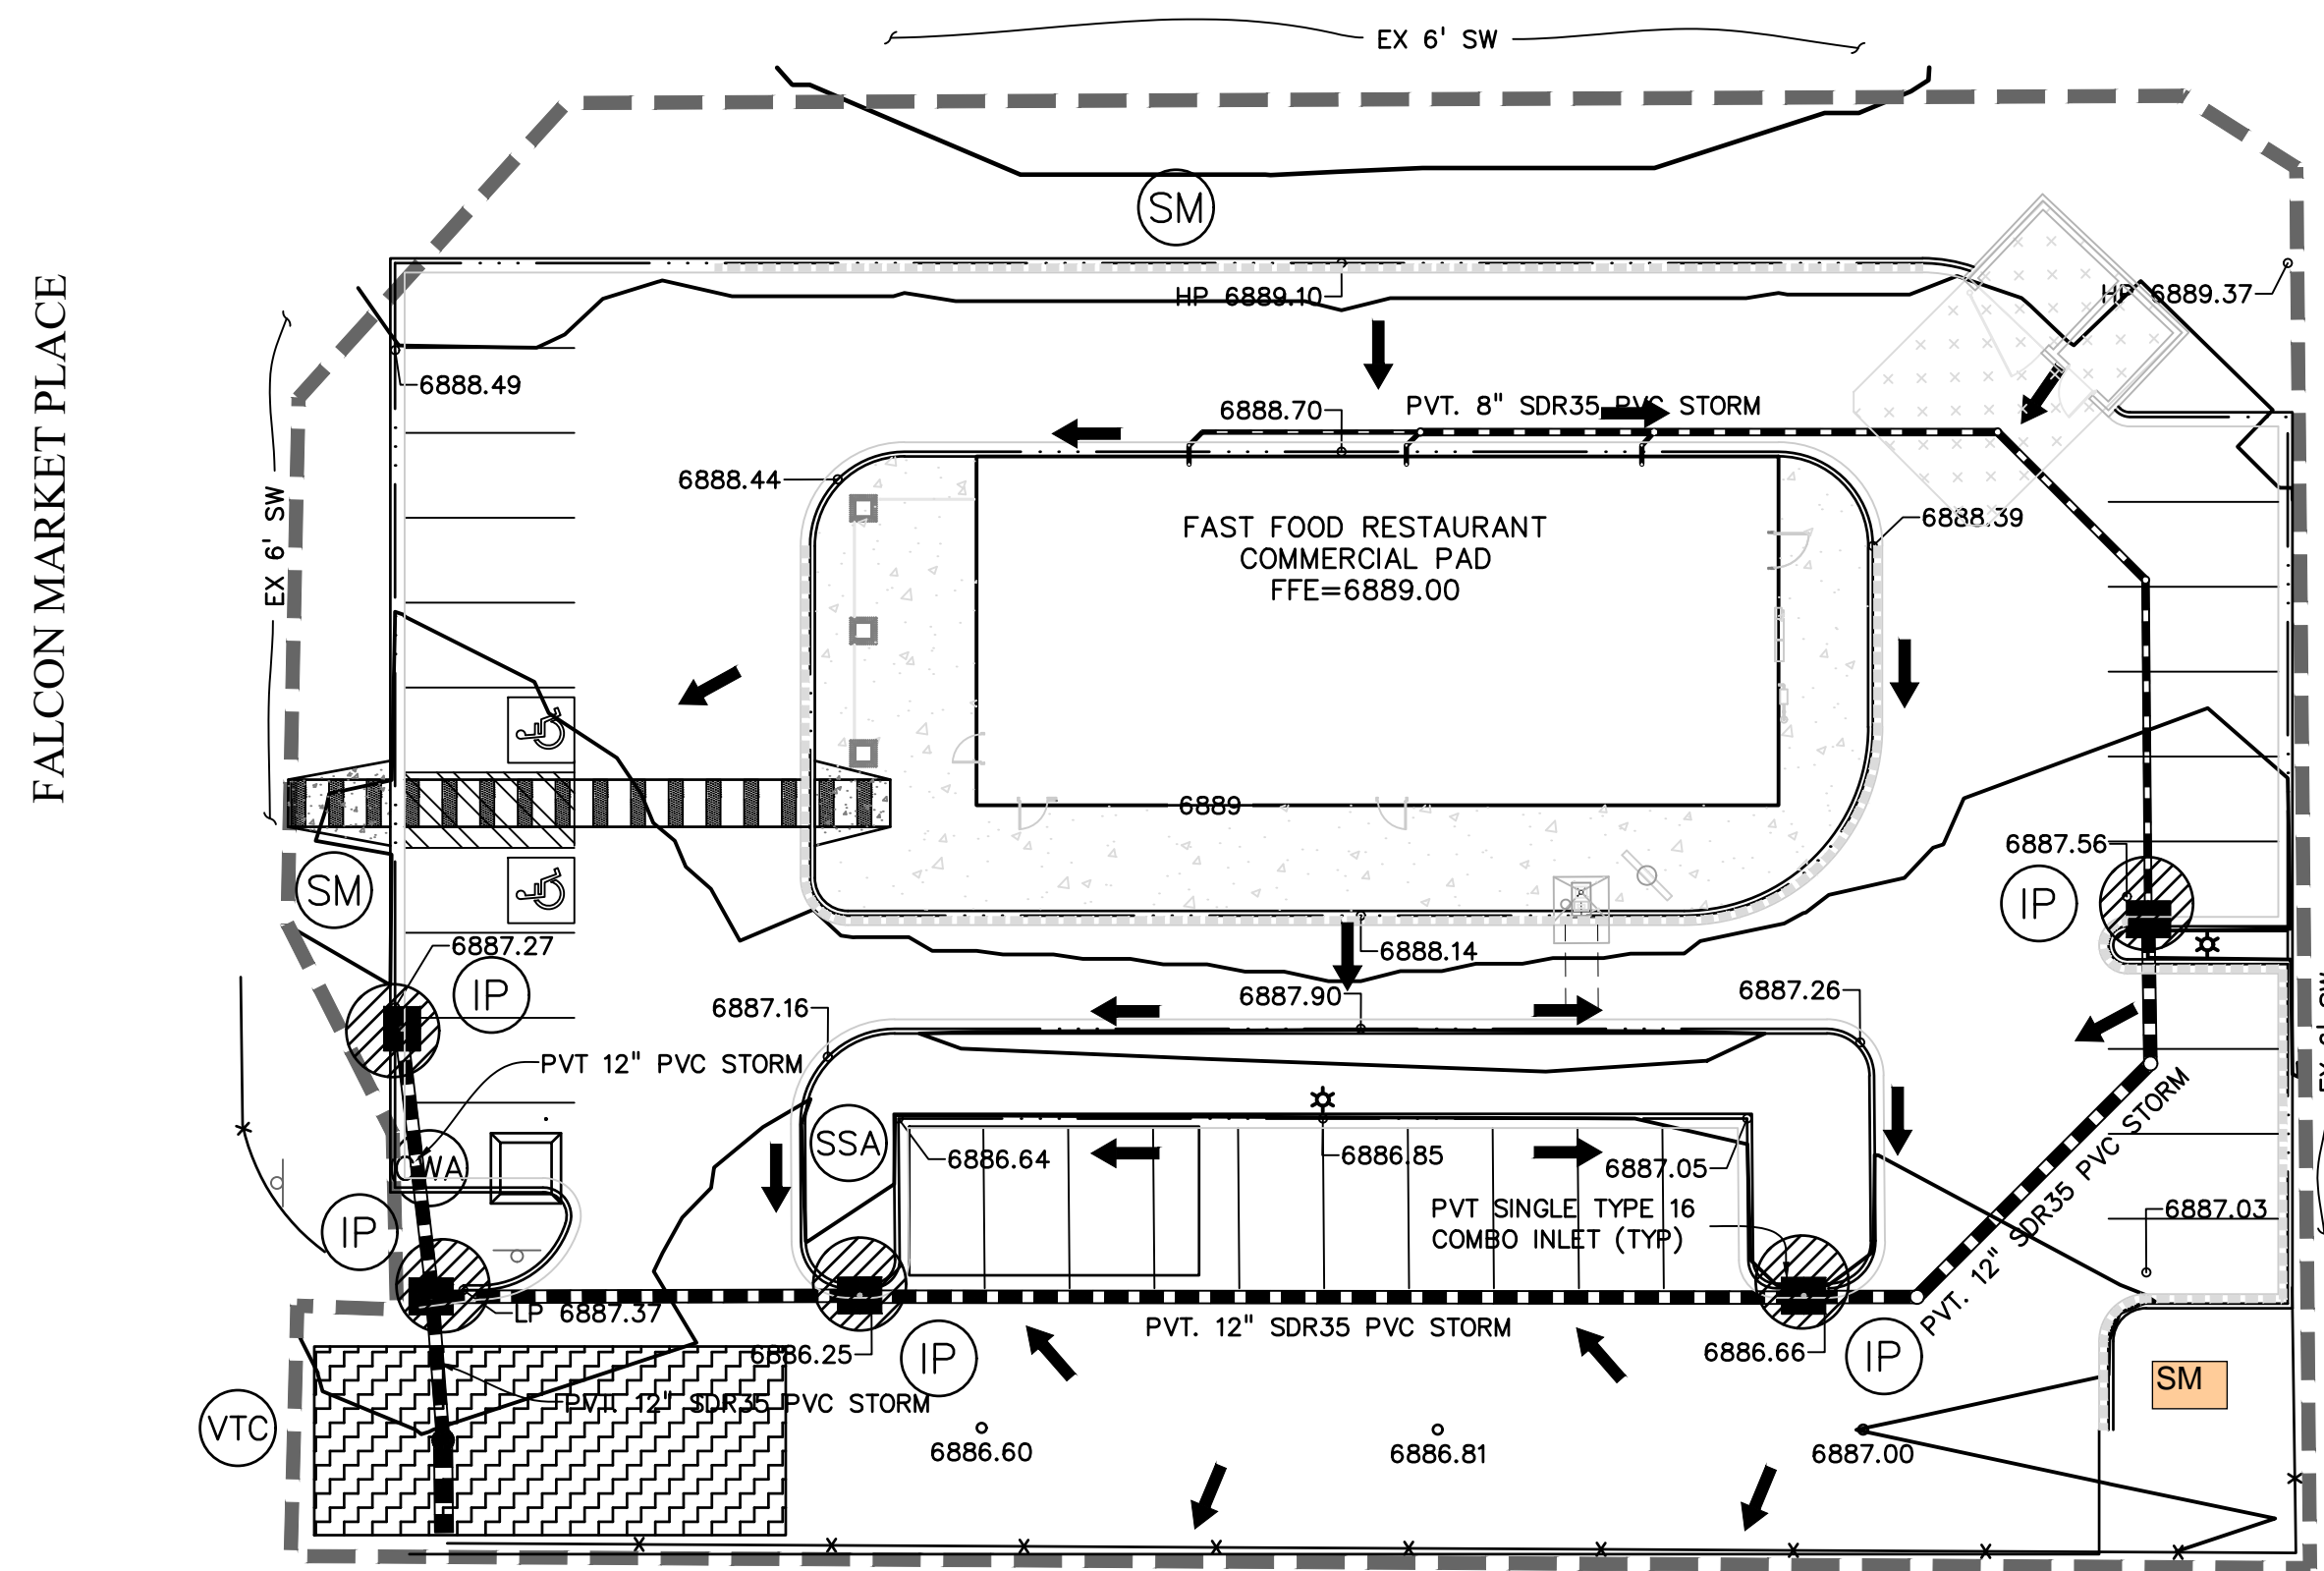 EX 6' SW
SM
HP 6889.10
HP 6889.37
FALCON MARKET PLACE
6888.49
6888.70
PVT. 8" SDR35 PVC STORM
6888.44
EX 6' SW
6888.39
FAST FOOD RESTAURANT
COMMERCIAL PAD
FFE=6889.00
6889
6887.56
SM
IP
6887.27
6888.14
IP
6887.90
6887.26
6887.16
PVT 12" PVC STORM
SSA
CWA
6886.64
6886.85
6887.05
PVT SINGLE TYPE 16
COMBO INLET (TYP)
6887.03
IP
PVT. 12" SDR35 PVC STORM
LP 6887.37
PVT. 12" SDR35 PVC STORM
6886.25
IP
6886.66
IP
SM
PVT. 12" SDR35 PVC STORM
VTC
6886.60
6886.81
6887.00